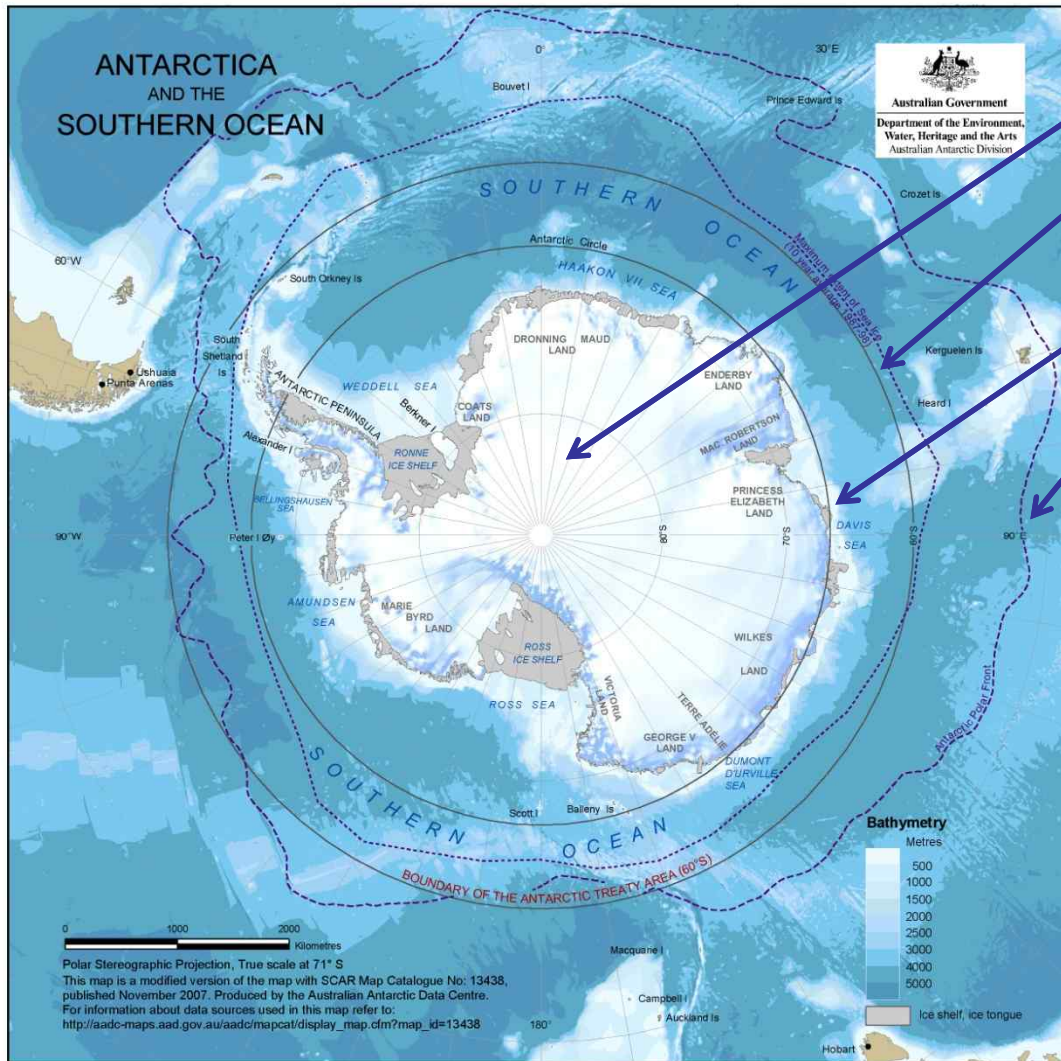 ANTARCTICA
AND THE
SOUTHERN OCEAN
0°
30°E
Bouvet I
Prince Edward Is
Australian Government
Department of the Environment,
Water, Heritage and the Arts
Australian Antarctic Division
Crozet Is
SOUTHERN OCEAN
Antarctic Circle
HAAKON VII SEA
Maximum extent of Sea Ice
(10 year average 1987-98)
60°W
South Orkney Is
South
Shetland
Is
Ushuaia
Punta Arenas
Kerguelen Is
Heard I
DRONNING MAUD
LAND
ENDERBY
LAND
WEDDELL SEA
COATS
LAND
ANTARCTIC PENINSULA
Berkner I
MAC. ROBERTSON
LAND
Alexander I
RONNE
ICE SHELF
BELLINGSHAUSEN
SEA
PRINCESS
ELIZABETH
LAND
80°S
70°S
60°S
DAVIS
SEA
90°W
Peter I Øy
90°E
AMUNDSEN
SEA
MARIE
BYRD
LAND
ROSS
ICE SHELF
WILKES
LAND
ROSS SEA
VICTORIA
LAND
TERRE ADÉLIE
GEORGE V
LAND
DUMONT
D'URVILLE
SEA
Antarctic Polar Front
Scott I
Balleny Is
SOUTHERN OCEAN
BOUNDARY OF THE ANTARCTIC TREATY AREA (60°S)
Bathymetry
Metres
500
1000
1500
2000
3000
4000
5000
Ice shelf, ice tongue
0 1000 2000
Kilometres
Polar Stereographic Projection, True scale at 71° S
This map is a modified version of the map with SCAR Map Catalogue No: 13438,
published November 2007. Produced by the Australian Antarctic Data Centre.
For information about data sources used in this map refer to:
http://aadc-maps.aad.gov.au/aadc/mapcat/display_map.cfm?map_id=13438
Macquarie I
Campbell I
Auckland Is
180°
Hobart